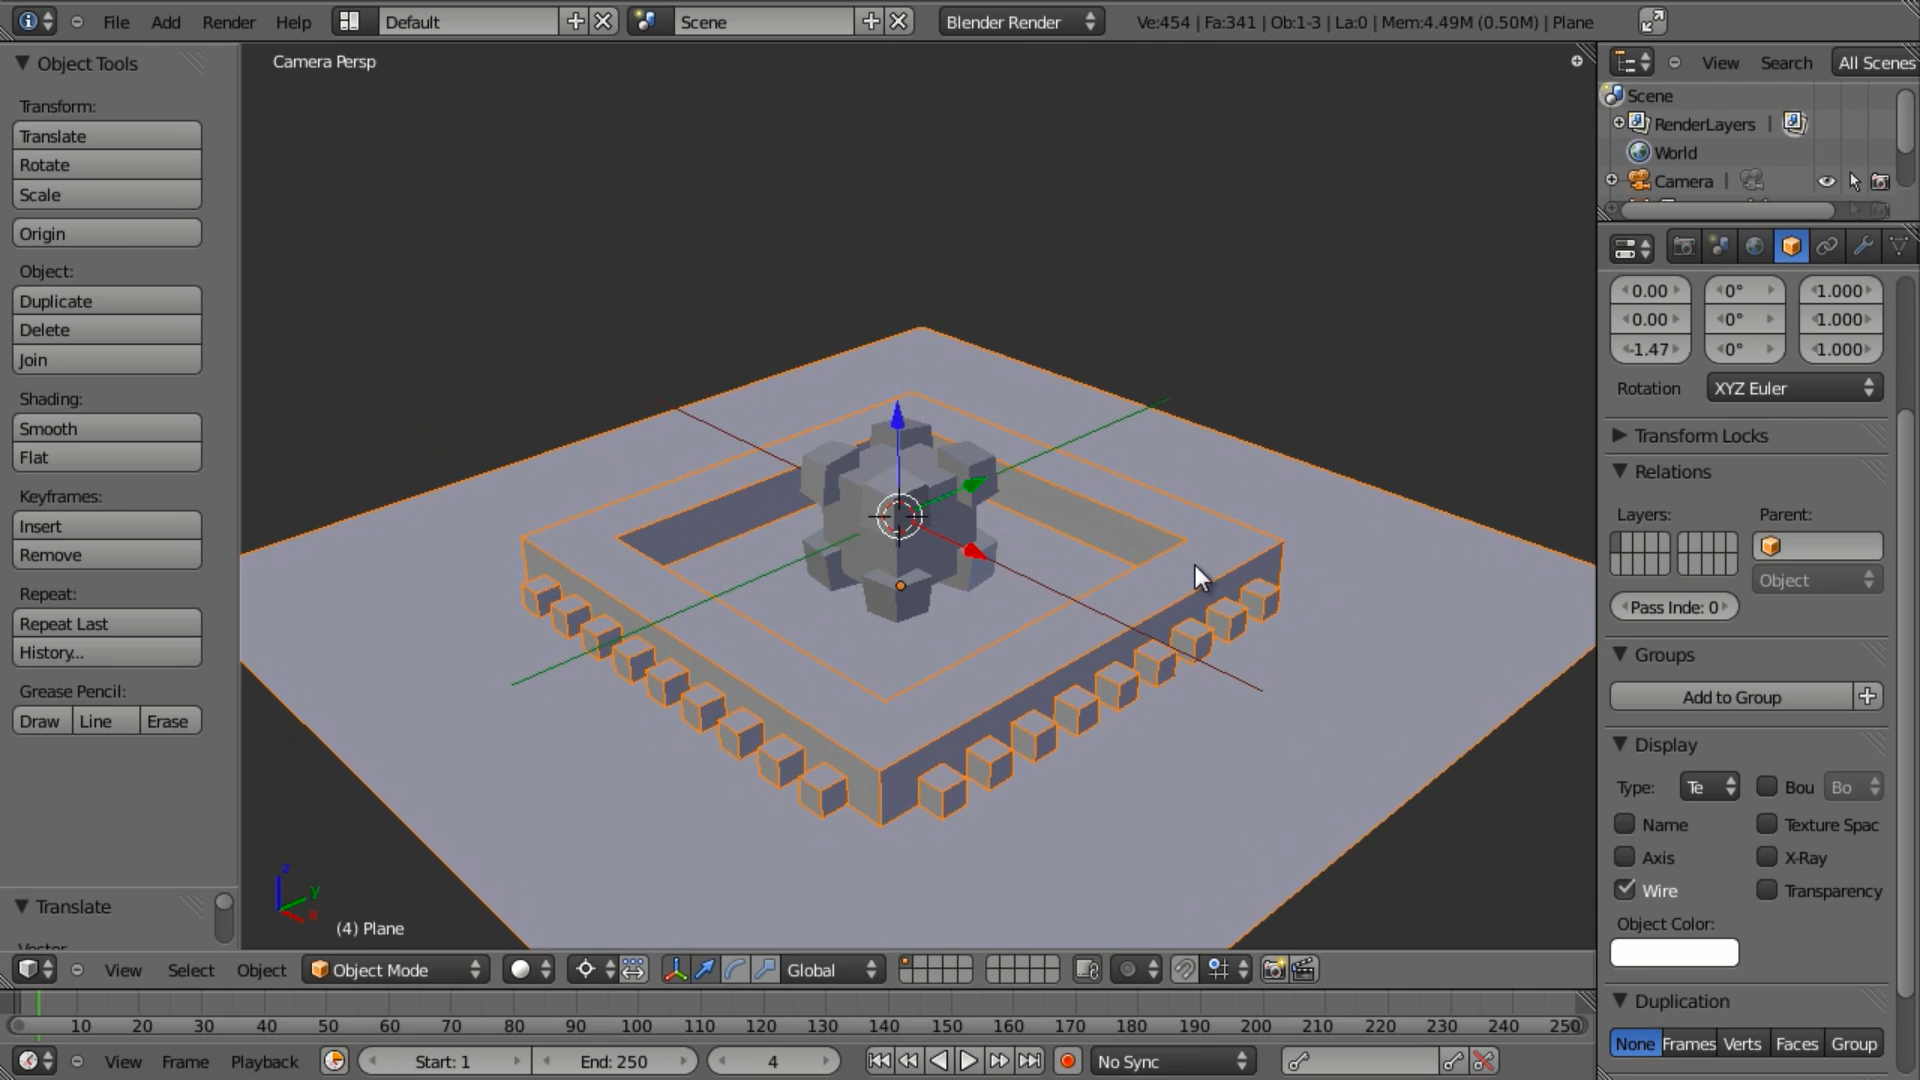 File Add Render Help Default Scene Blender Render Ve:454 | Fa:341 | Ob:1-3 | La:0 | Mem:4.49M (0.50M) | Plane
Object Tools
Transform:
Translate
Rotate
Scale
Origin
Object:
Duplicate
Delete
Join
Shading:
Smooth
Flat
Keyframes:
Insert
Remove
Repeat:
Repeat Last
History...
Grease Pencil:
Draw Line Erase
Translate
Vector
Camera Persp
z
y
x
(4) Plane
View Search All Scenes
Scene
RenderLayers |
World
Camera |
0.00 0° 1.000
0.00 0° 1.000
-1.47 0° 1.000
Rotation XYZ Euler
Transform Locks
Relations
Layers: Parent:
Object
Pass Inde: 0
Groups
Add to Group
Display
Type: Te Bou Bo
Name Texture Spac
Axis X-Ray
Wire Transparency
Object Color:
Duplication
None Frames Verts Faces Group
View Select Object Object Mode Global
10 20 30 40 50 60 70 80 90 100 110 120 130 140 150 160 170 180 190 200 210 220 230 240 250
View Frame Playback Start: 1 End: 250 4 No Sync